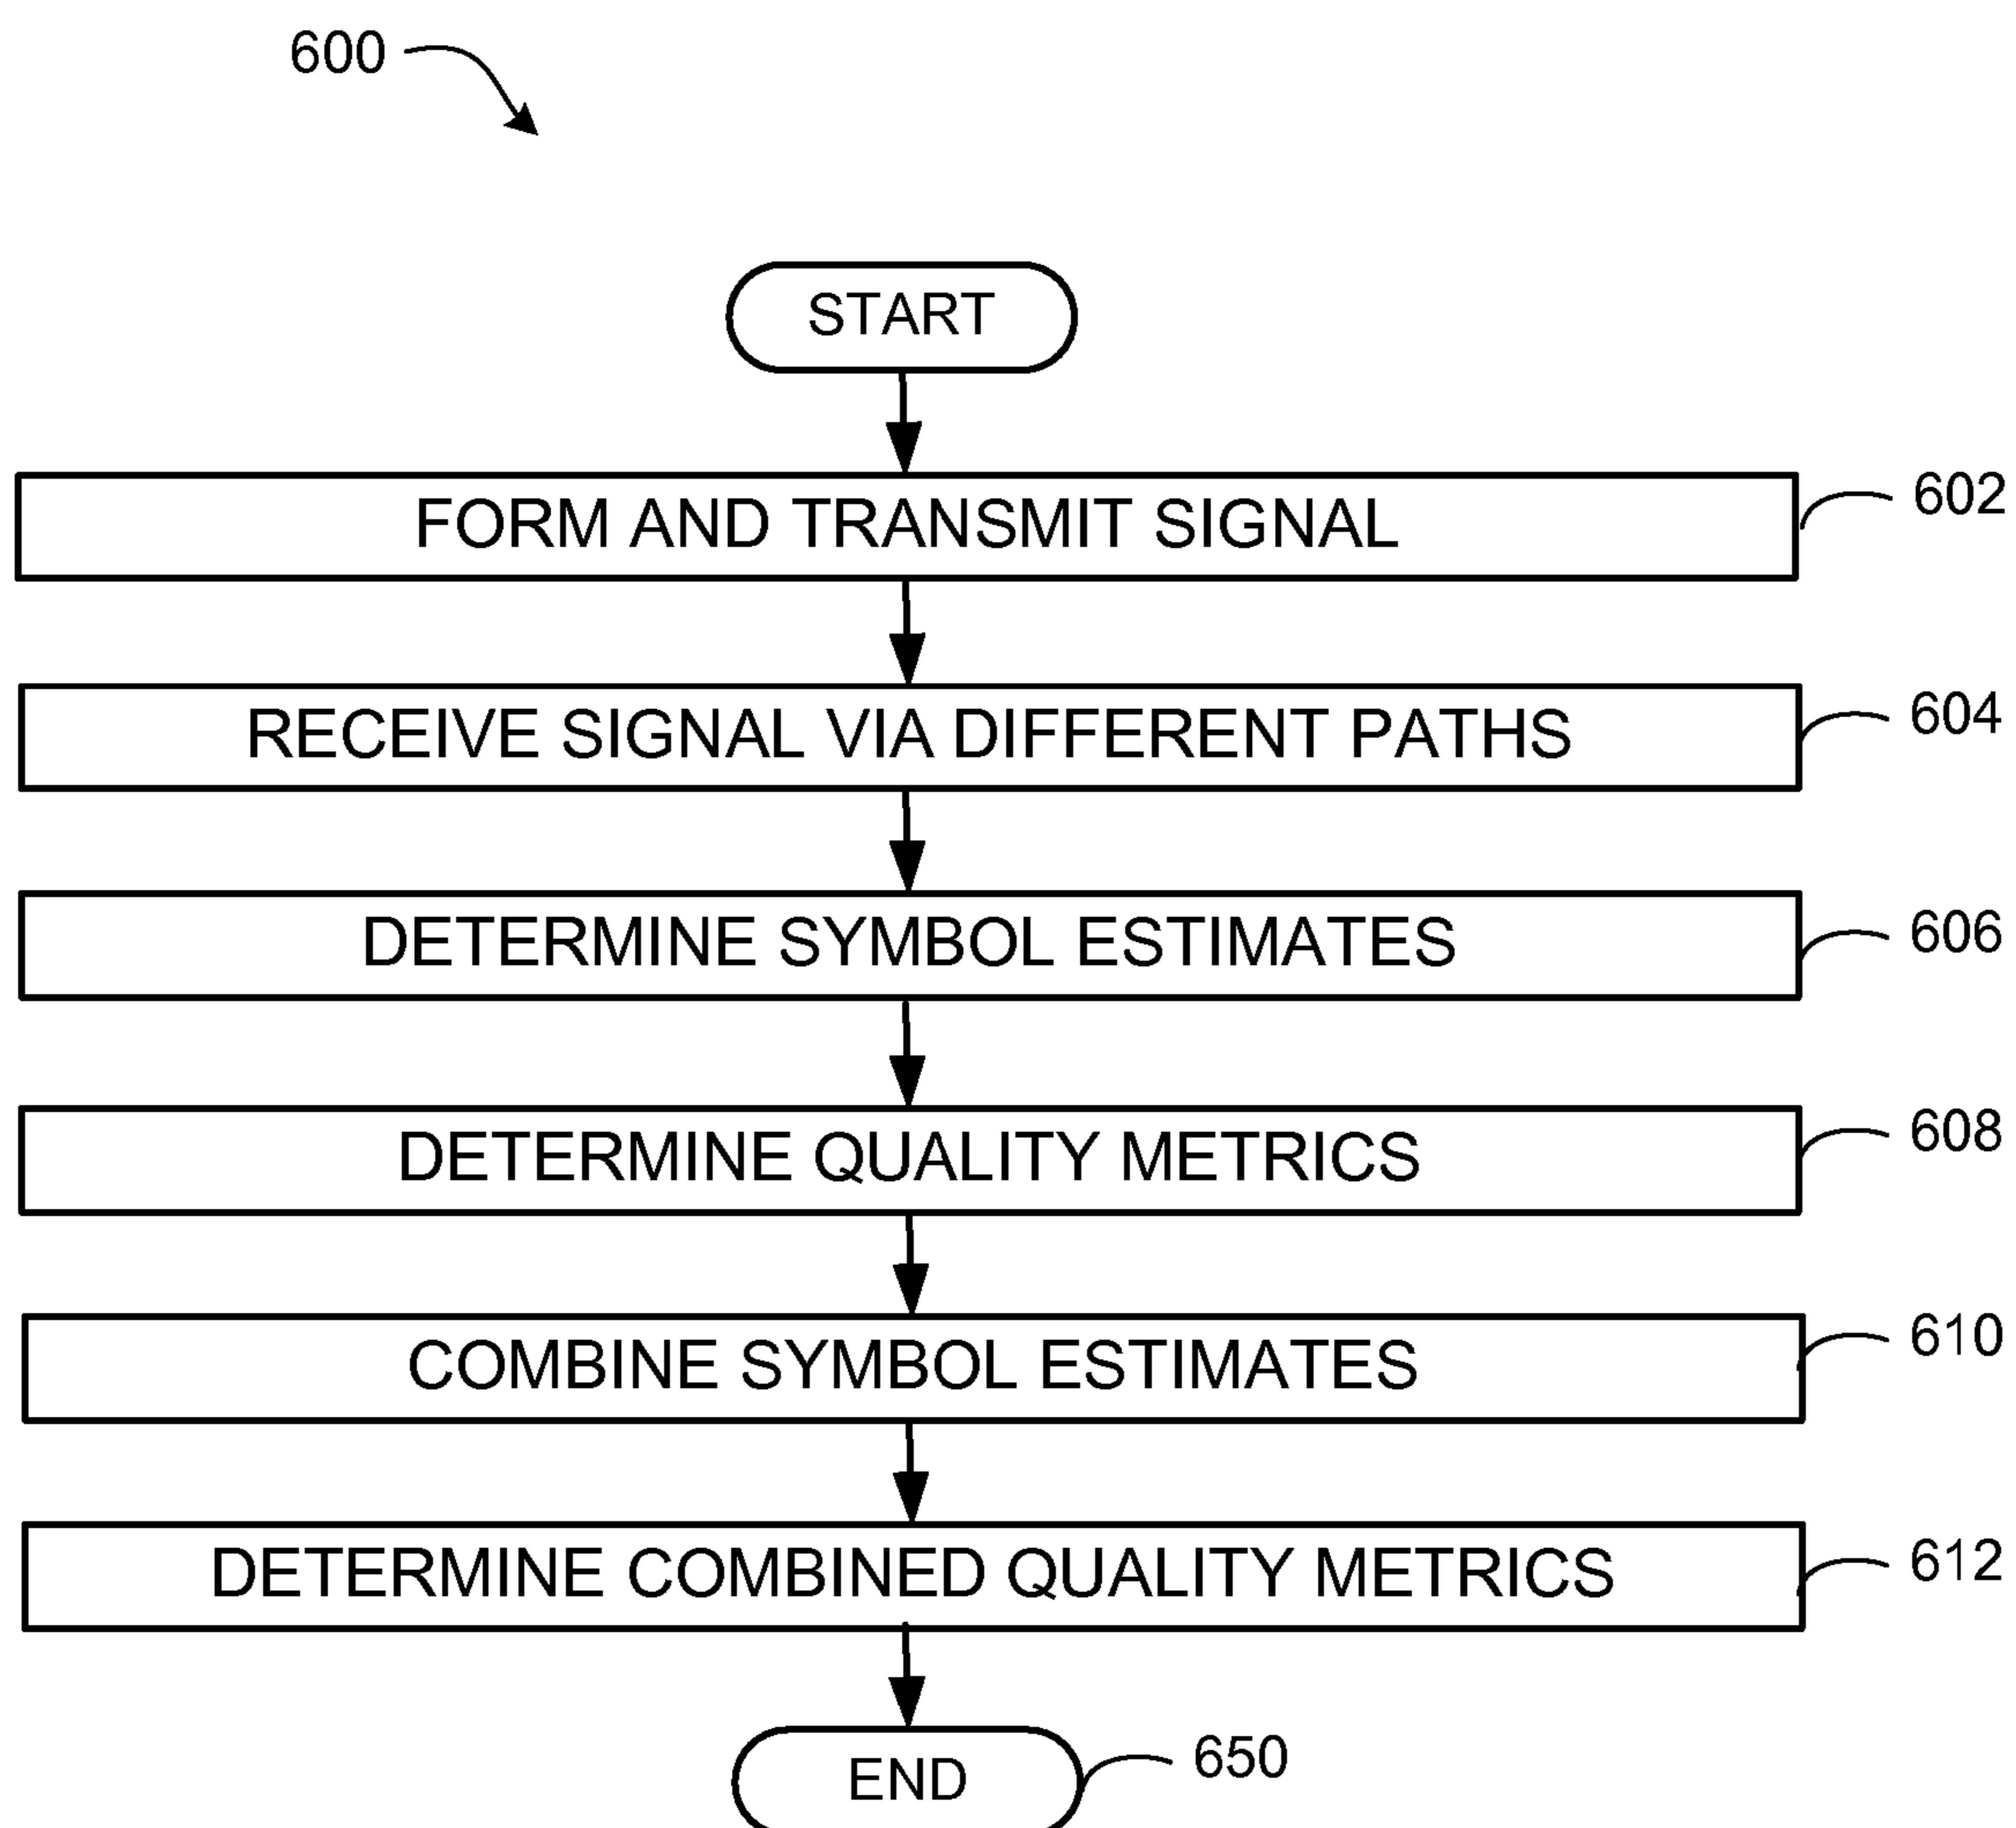 600
START
FORM AND TRANSMIT SIGNAL 602
RECEIVE SIGNAL VIA DIFFERENT PATHS 604
DETERMINE SYMBOL ESTIMATES 606
DETERMINE QUALITY METRICS 608
COMBINE SYMBOL ESTIMATES 610
DETERMINE COMBINED QUALITY METRICS 612
END 650